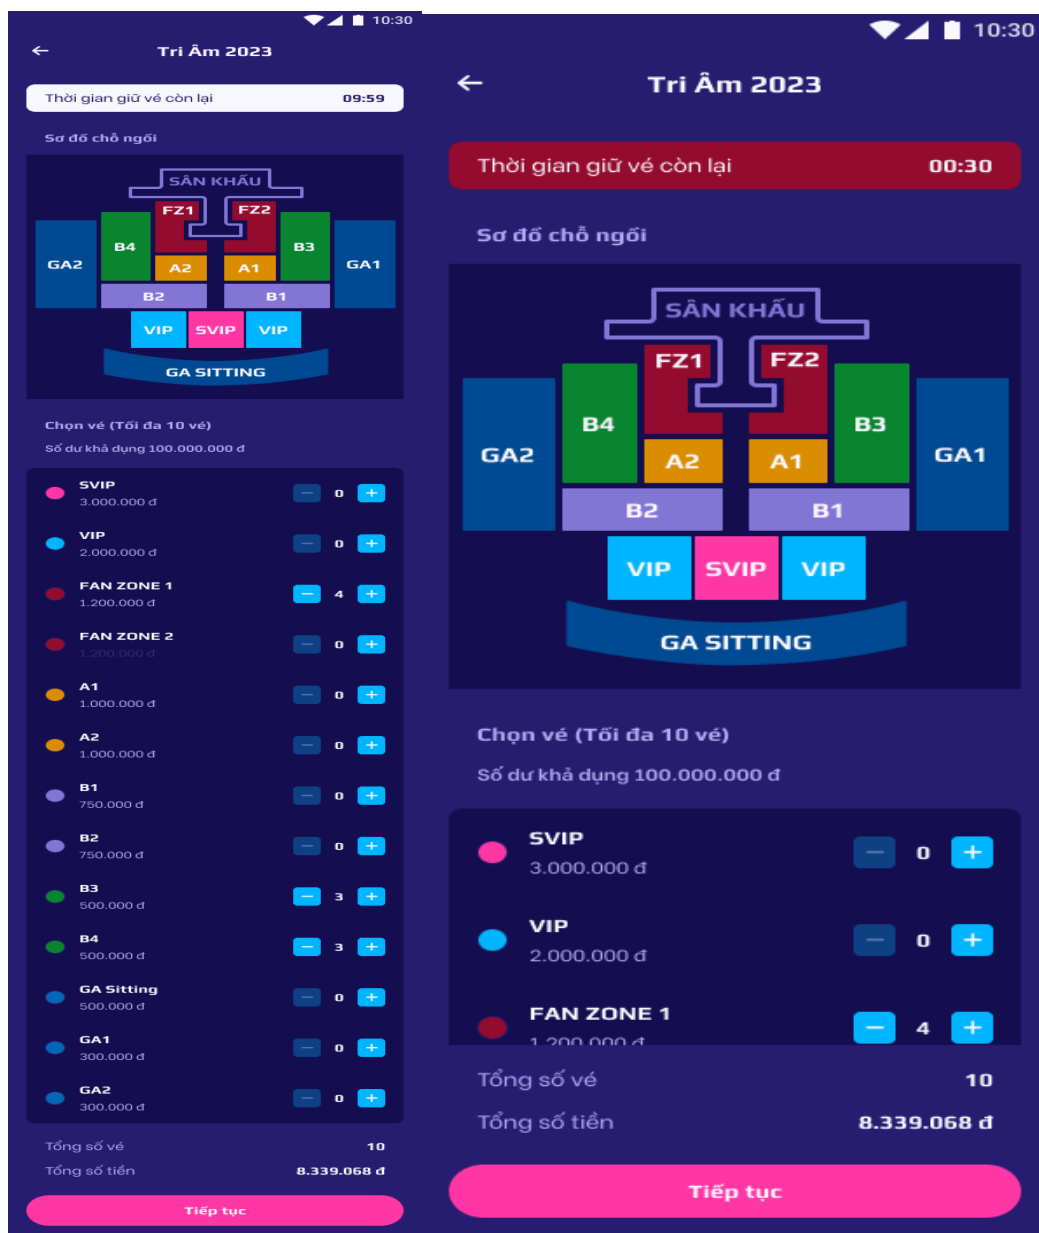 10:30
Tri Âm 2023
Thời gian giữ vé còn lại 09:59
Sơ đồ chỗ ngồi
SÂN KHẤU
FZ1 FZ2
B4 B3
GA2 A2 A1 GA1
B2 B1
VIP SVIP VIP
GA SITTING
Chọn vé (Tối đa 10 vé)
Số dư khả dụng 100.000.000 đ
SVIP
3.000.000 đ
− 0 +
VIP
2.000.000 đ
− 0 +
FAN ZONE 1
1.200.000 đ
− 4 +
FAN ZONE 2
1.200.000 đ
− 0 +
A1
1.000.000 đ
− 0 +
A2
1.000.000 đ
− 0 +
B1
750.000 đ
− 0 +
B2
750.000 đ
− 0 +
B3
500.000 đ
− 3 +
B4
500.000 đ
− 3 +
GA Sitting
500.000 đ
− 0 +
GA1
300.000 đ
− 0 +
GA2
300.000 đ
− 0 +
Tổng số vé 10
Tổng số tiền 8.339.068 đ
Tiếp tục
10:30
Tri Âm 2023
Thời gian giữ vé còn lại 00:30
Sơ đồ chỗ ngồi
SÂN KHẤU
FZ1 FZ2
B4 B3
GA2 A2 A1 GA1
B2 B1
VIP SVIP VIP
GA SITTING
Chọn vé (Tối đa 10 vé)
Số dư khả dụng 100.000.000 đ
SVIP
3.000.000 đ
− 0 +
VIP
2.000.000 đ
− 0 +
FAN ZONE 1
1.200.000 đ
− 4 +
Tổng số vé 10
Tổng số tiền 8.339.068 đ
Tiếp tục